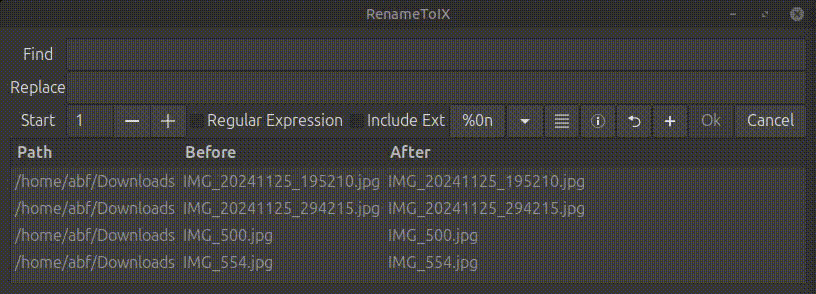 RenameToIX
Find
Replace
Start 1 Regular Expression Include Ext %0n Ok Cancel
Path Before After
/home/abf/Downloads IMG_20241125_195210.jpg IMG_20241125_195210.jpg
/home/abf/Downloads IMG_20241125_294215.jpg IMG_20241125_294215.jpg
/home/abf/Downloads IMG_500.jpg IMG_500.jpg
/home/abf/Downloads IMG_554.jpg IMG_554.jpg